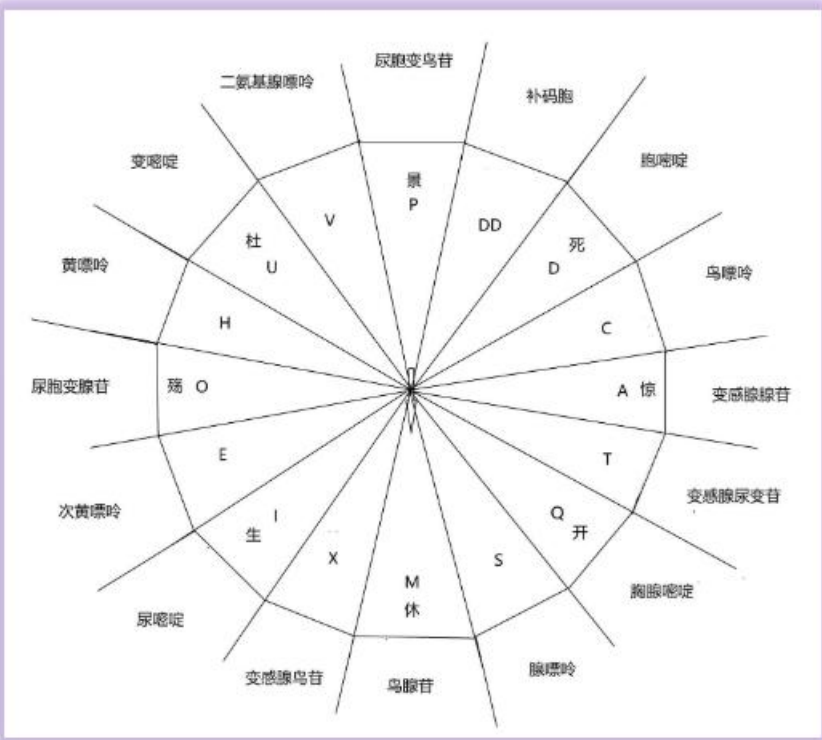 尿胞变鸟苷
二氨基腺嘌呤
补码胞
变嘧啶
胞嘧啶
景
P
V
DD
杜
U
死
D
黄嘌呤
鸟嘌呤
H
C
尿胞变腺苷
殇 O
A 惊
变感腺腺苷
E
T
变感腺尿变苷
次黄嘌呤
I
生
Q
开
X
S
M
休
胸腺嘧啶
尿嘧啶
变感腺鸟苷
鸟腺苷
腺嘌呤